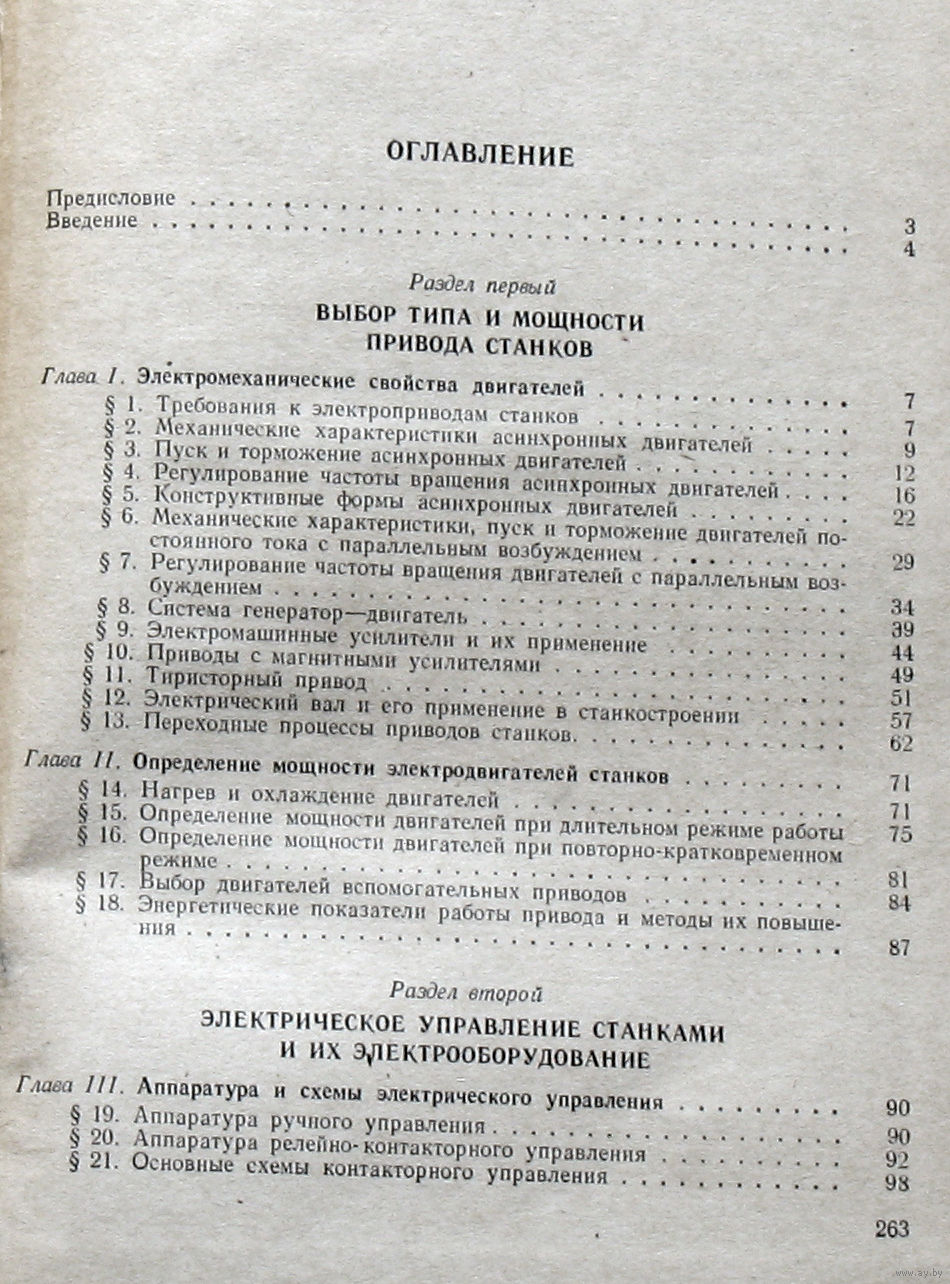 ОГЛАВЛЕНИЕ
Предисловие . . . . . . . . . . 3
Введение . . . . . . . . . . 4
Раздел первый
ВЫБОР ТИПА И МОЩНОСТИ
ПРИВОДА СТАНКОВ
Глава I. Электромеханические свойства двигателей . . . . . 7
§ 1. Требования к электроприводам станков . . . . . 7
§ 2. Механические характеристики асинхронных двигателей . . . . . 9
§ 3. Пуск и торможение асинхронных двигателей . . . . . 12
§ 4. Регулирование частоты вращения асинхронных двигателей . . . . 16
§ 5. Конструктивные формы асинхронных двигателей . . . . . 22
§ 6. Механические характеристики, пуск и торможение двигателей по-
стоянного тока с параллельным возбуждением . . . . . 29
§ 7. Регулирование частоты вращения двигателей с параллельным воз-
буждением . . . . . 34
§ 8. Система генератор—двигатель . . . . . 39
§ 9. Электромашинные усилители и их применение . . . . . 44
§ 10. Приводы с магнитными усилителями . . . . . 49
§ 11. Тиристорный привод . . . . . 51
§ 12. Электрический вал и его применение в станкостроении . . . . . 57
§ 13. Переходные процессы приводов станков. . . . . . 62
Глава II. Определение мощности электродвигателей станков . . . . . 71
§ 14. Нагрев и охлаждение двигателей . . . . . 71
§ 15. Определение мощности двигателей при длительном режиме работы 75
§ 16. Определение мощности двигателей при повторно-кратковременном
режиме . . . . . 81
§ 17. Выбор двигателей вспомогательных приводов . . . . . 84
§ 18. Энергетические показатели работы привода и методы их повыше-
ния . . . . . 87
Раздел второй
ЭЛЕКТРИЧЕСКОЕ УПРАВЛЕНИЕ СТАНКАМИ
И ИХ ЭЛЕКТРООБОРУДОВАНИЕ
Глава III. Аппаратура и схемы электрического управления . . . . . 90
§ 19. Аппаратура ручного управления . . . . . 90
§ 20. Аппаратура релейно-контакторного управления . . . . . 92
§ 21. Основные схемы контакторного управления . . . . . 98
263
www.ay.by